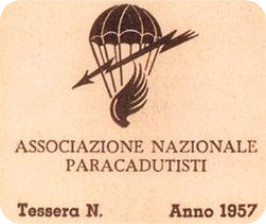 ASSOCIAZIONE NAZIONALE
PARACADUTISTI
Tessera N. Anno 1957